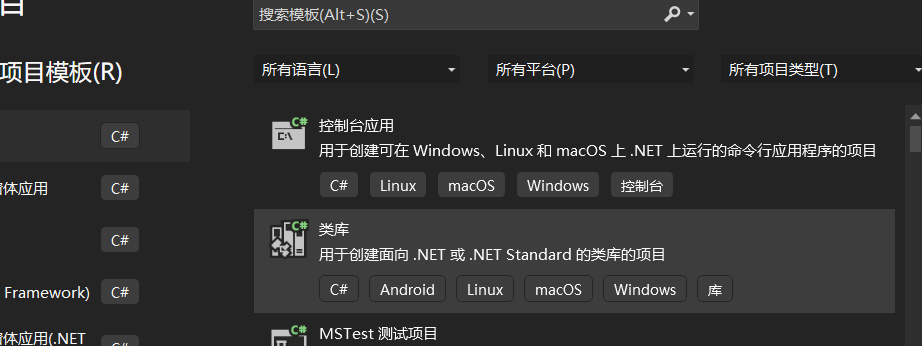 目
搜索模板(Alt+S)(S)
项目模板(R)
所有语言(L)
所有平台(P)
所有项目类型(T)
C#
体应用
C#
C#
Framework)
C#
体应用(.NET
C#
C#
控制台应用
用于创建可在 Windows、Linux 和 macOS 上 .NET 上运行的命令行应用程序的项目
C#
Linux
macOS
Windows
控制台
C#
类库
用于创建面向 .NET 或 .NET Standard 的类库的项目
C#
Android
Linux
macOS
Windows
库
C#
MSTest 测试项目